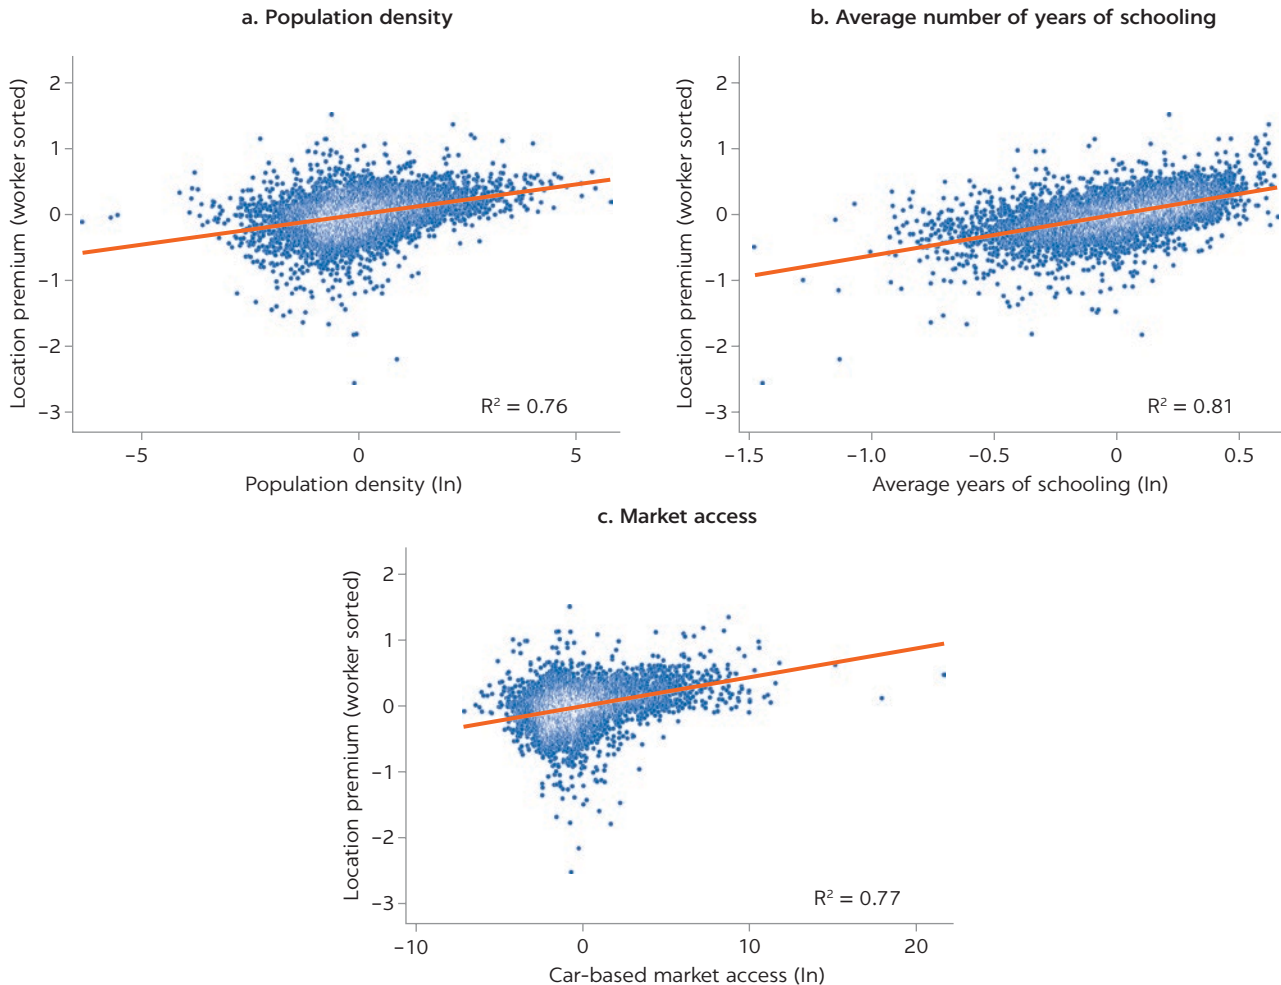 a. Population density
Location premium (worker sorted)
2
1
0
−1
−2
−3
R² = 0.76
−5
0
5
Population density (ln)
b. Average number of years of schooling
Location premium (worker sorted)
2
1
0
−1
−2
−3
R² = 0.81
−1.5
−1.0
−0.5
0
0.5
Average years of schooling (ln)
c. Market access
Location premium (worker sorted)
2
1
0
−1
−2
−3
R² = 0.77
−10
0
10
20
Car-based market access (ln)